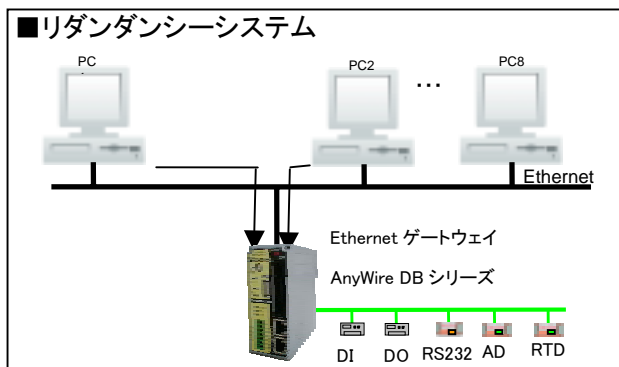 ■リダンダンシーシステム
PC
PC2
...
PC8
Ethernet
Ethernet ゲートウェイ
AnyWire DB シリーズ
DI
DO
RS232
AD
RTD